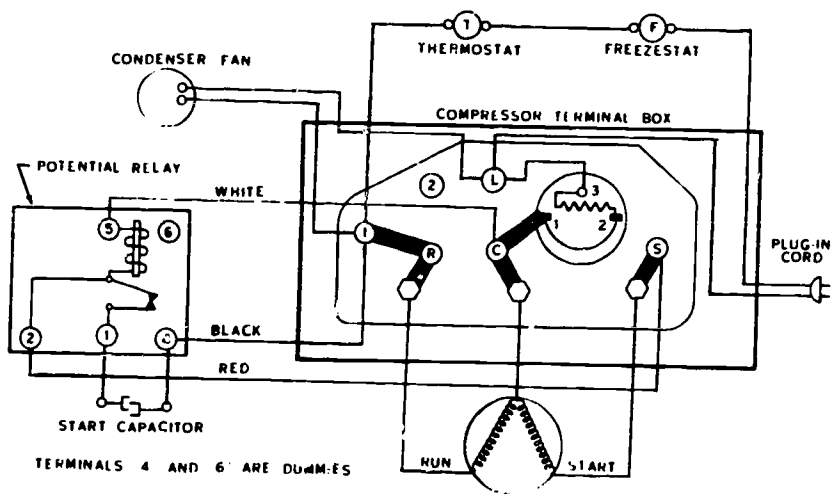 T
F
THERMOSTAT
FREEZESTAT
CONDENSER FAN
COMPRESSOR TERMINAL BOX
POTENTIAL RELAY
WHITE
2
L
3
5
6
1
R
C
1
2
S
PLUG-IN
CORD
2
1
BLACK
RED
START CAPACITOR
RUN
START
TERMINALS 4 AND 6 ARE DUMMIES